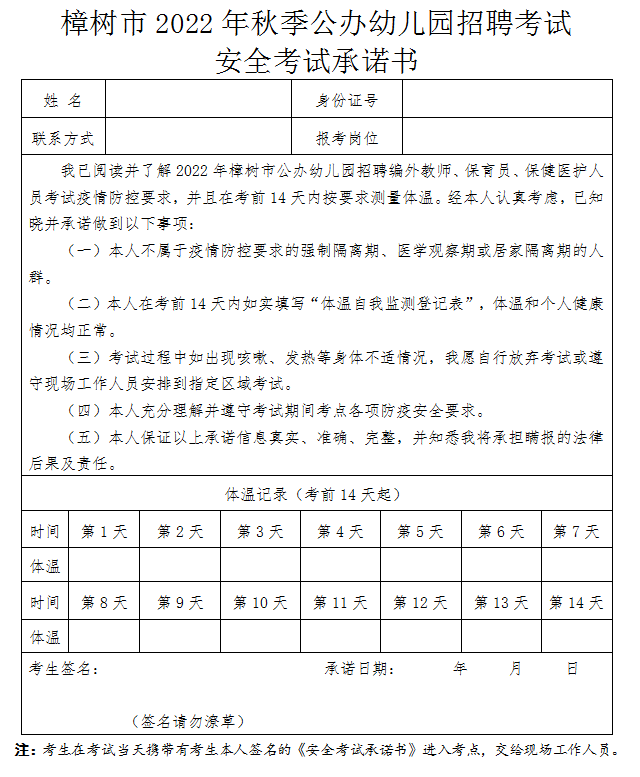 樟树市2022年秋季公办幼儿园招聘考试
安全考试承诺书
姓 名 身份证号
联系方式 报考岗位
我已阅读并了解2022年樟树市公办幼儿园招聘编外教师、保育员、保健医护人
员考试疫情防控要求，并且在考前14天内按要求测量体温。经本人认真考虑，已知
晓并承诺做到以下事项：
（一）本人不属于疫情防控要求的强制隔离期、医学观察期或居家隔离期的人
群。
（二）本人在考前14天内如实填写“体温自我监测登记表”，体温和个人健康
情况均正常。
（三）考试过程中如出现咳嗽、发热等身体不适情况，我愿自行放弃考试或遵
守现场工作人员安排到指定区域考试。
（四）本人充分理解并遵守考试期间考点各项防疫安全要求。
（五）本人保证以上承诺信息真实、准确、完整，并知悉我将承担瞒报的法律
后果及责任。
体温记录（考前14天起）
时间 第1天 第2天 第3天 第4天 第5天 第6天 第7天
体温
时间 第8天 第9天 第10天 第11天 第12天 第13天 第14天
体温
考生签名： 承诺日期： 年 月 日
（签名请勿潦草）
注：考生在考试当天携带有考生本人签名的《安全考试承诺书》进入考点，交给现场工作人员。